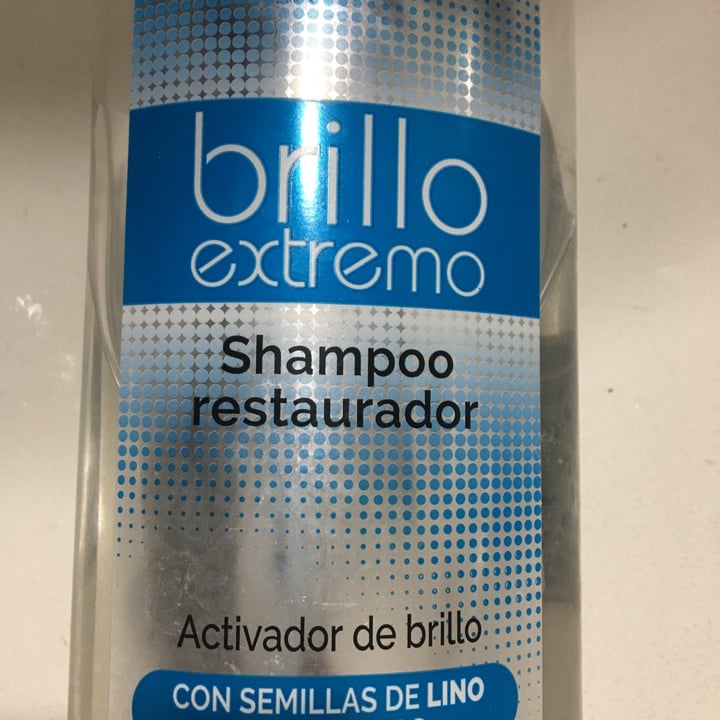 brillo
extremo
Shampoo
restaurador
Activador de brillo
CON SEMILLAS DE LINO